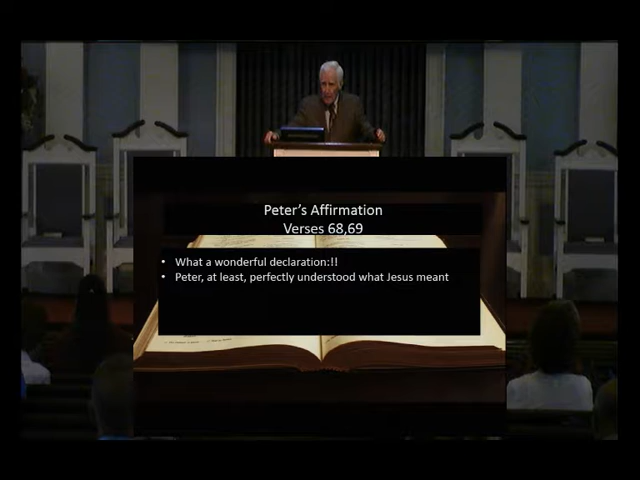 Peter's Affirmation
Verses 68,69
• What a wonderful declaration:!!
• Peter, at least, perfectly understood what Jesus meant